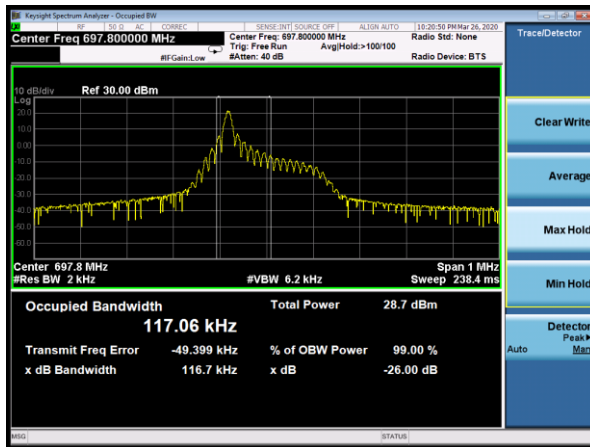 Keysight Spectrum Analyzer - Occupied BW
RF 50 Ω AC CORREC SENSE:INT SOURCE OFF ALIGN AUTO 10:20:50 PM Mar 26, 2020
Center Freq 697.800000 MHz Center Freq: 697.800000 MHz Radio Std: None
Trig: Free Run Avg|Hold:>100/100
#IFGain:Low #Atten: 40 dB Radio Device: BTS
Trace/Detector
10 dB/div Ref 30.00 dBm
Log
20.0
10.0
0.00
-10.0
-20.0
-30.0
-40.0
-50.0
-60.0
Center 697.8 MHz Span 1 MHz
#Res BW 2 kHz #VBW 6.2 kHz Sweep 238.4 ms
Occupied Bandwidth Total Power 28.7 dBm
117.06 kHz
Transmit Freq Error -49.399 kHz % of OBW Power 99.00 %
x dB Bandwidth 116.7 kHz x dB -26.00 dB
Clear Write
Average
Max Hold
Min Hold
Detector
Peak▶
Auto Man
MSG STATUS